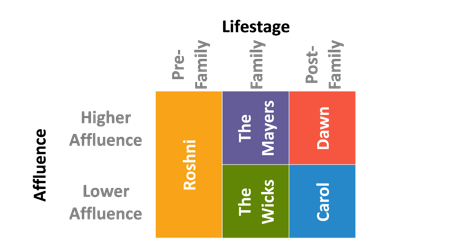 Lifestage
Pre-
Family
Family
Post-
Family
Affluence
Higher
Affluence
Lower
Affluence
Roshni
The
Mayers
Dawn
The
Wicks
Carol